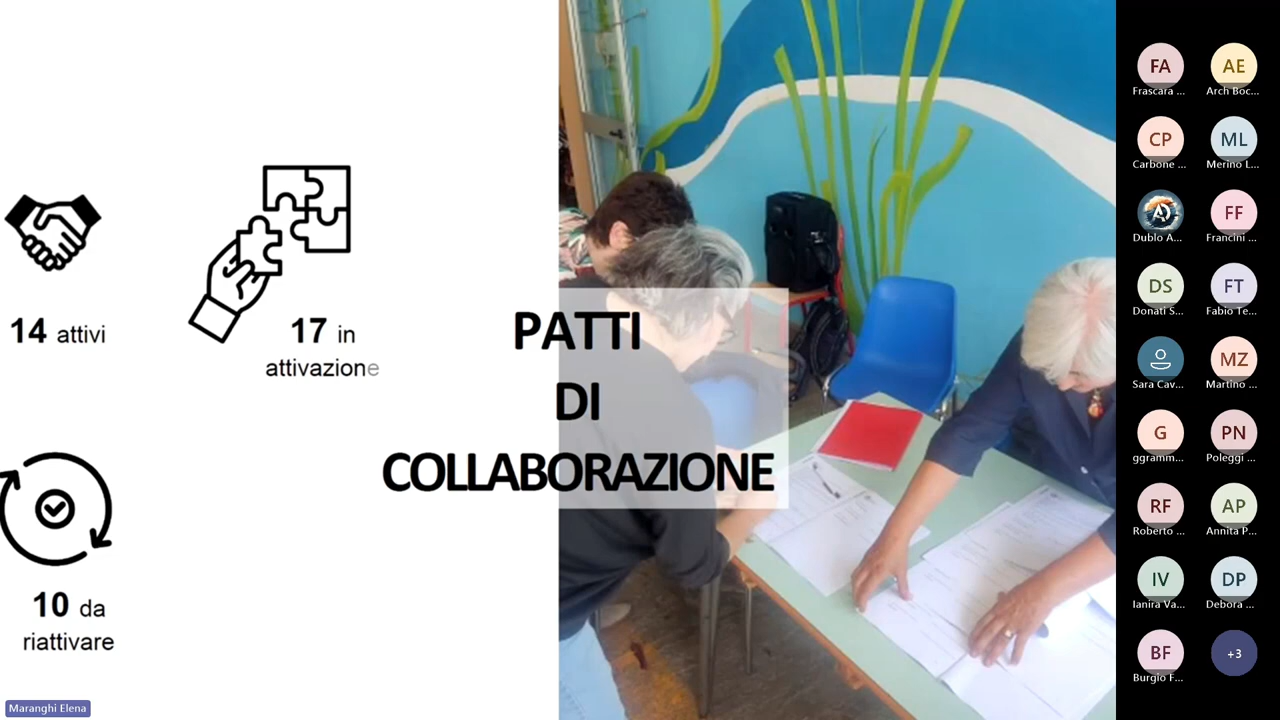 14 attivi
17 in
attivazione
PATTI
DI
COLLABORAZIONE
10 da
riattivare
Maranghi Elena
FA
Frascara ...
AE
Arch Boc...
CP
Carbone ...
ML
Merino L...
AD
Dublo A...
FF
Francini ...
DS
Donati S...
FT
Fabio Te...
Sara Cav...
MZ
Martino ...
G
ggramm...
PN
Poleggi ...
RF
Roberto ...
AP
Annita P...
IV
Ianira Va...
DP
Debora ...
BF
Burgio F...
+3